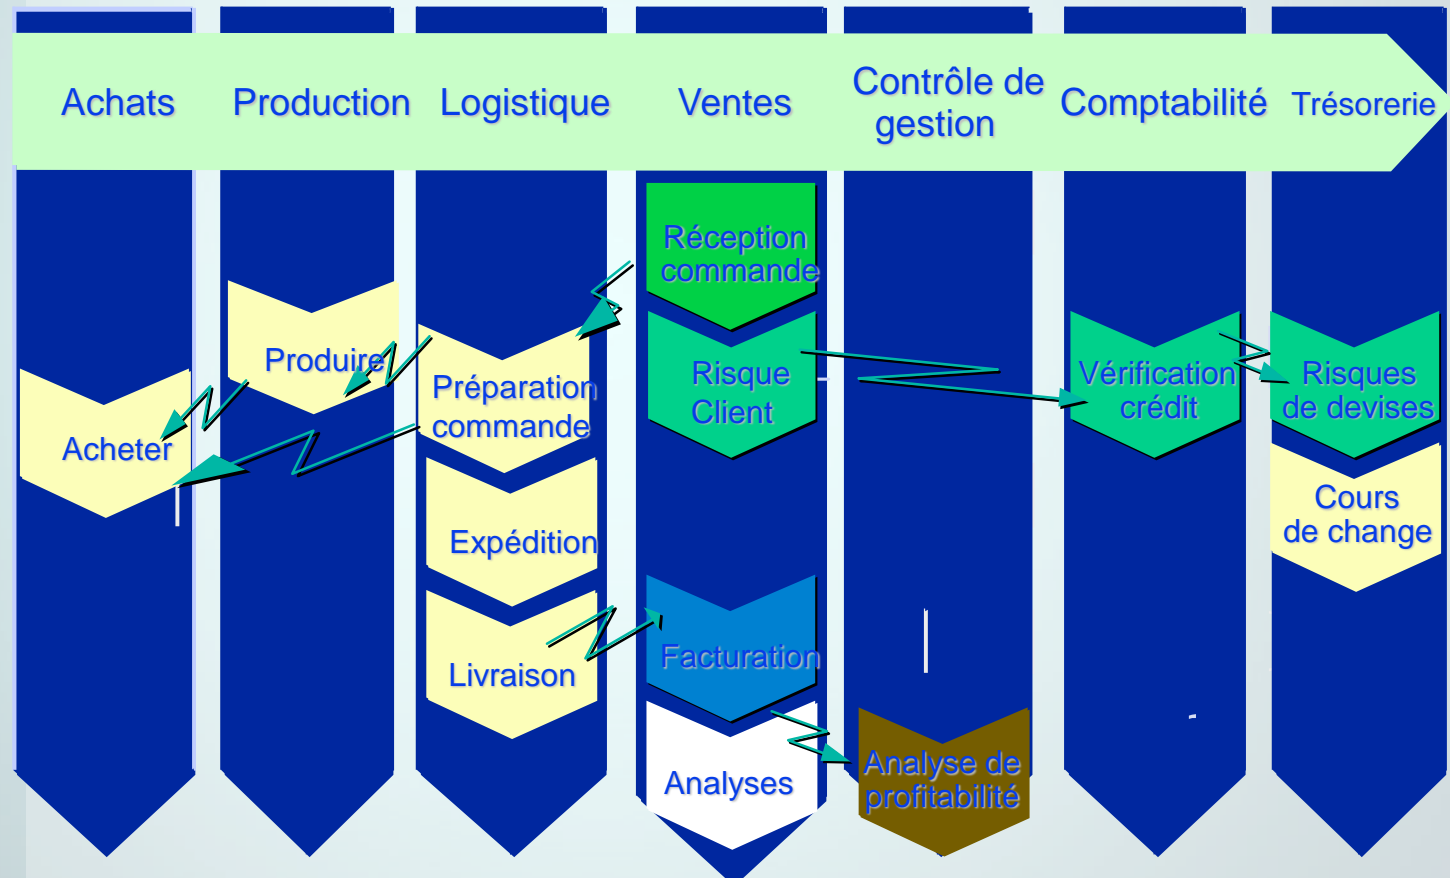 Achats
Production
Logistique
Ventes
Contrôle de
gestion
Comptabilité
Trésorerie
Réception
commande
Produire
Préparation
commande
Risque
Client
Vérification
crédit
Risques
de devises
Acheter
Expédition
Cours
de change
Livraison
Facturation
Analyses
Analyse de
profitabilité